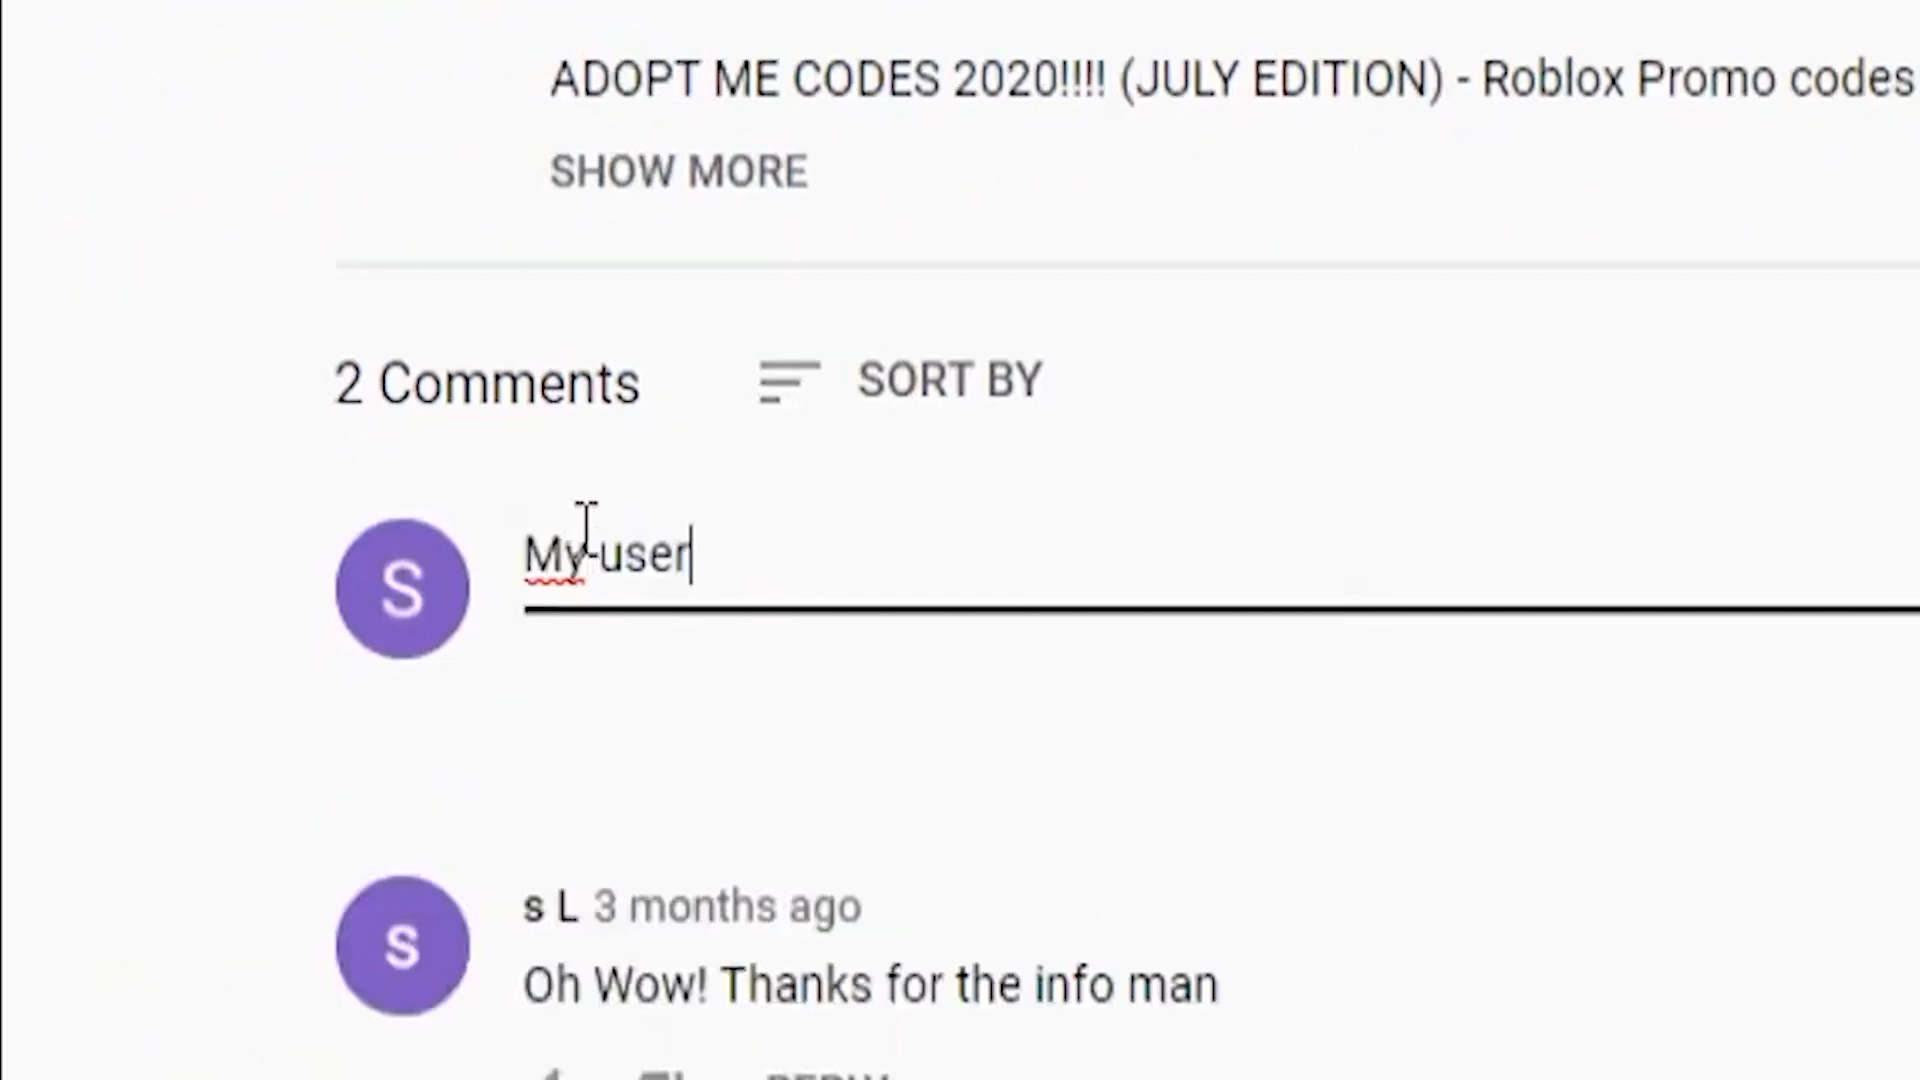 ADOPT ME CODES 2020!!!! (JULY EDITION) - Roblox Promo codes
SHOW MORE
2 Comments SORT BY
S My user
s s L 3 months ago
Oh Wow! Thanks for the info man
REPLY